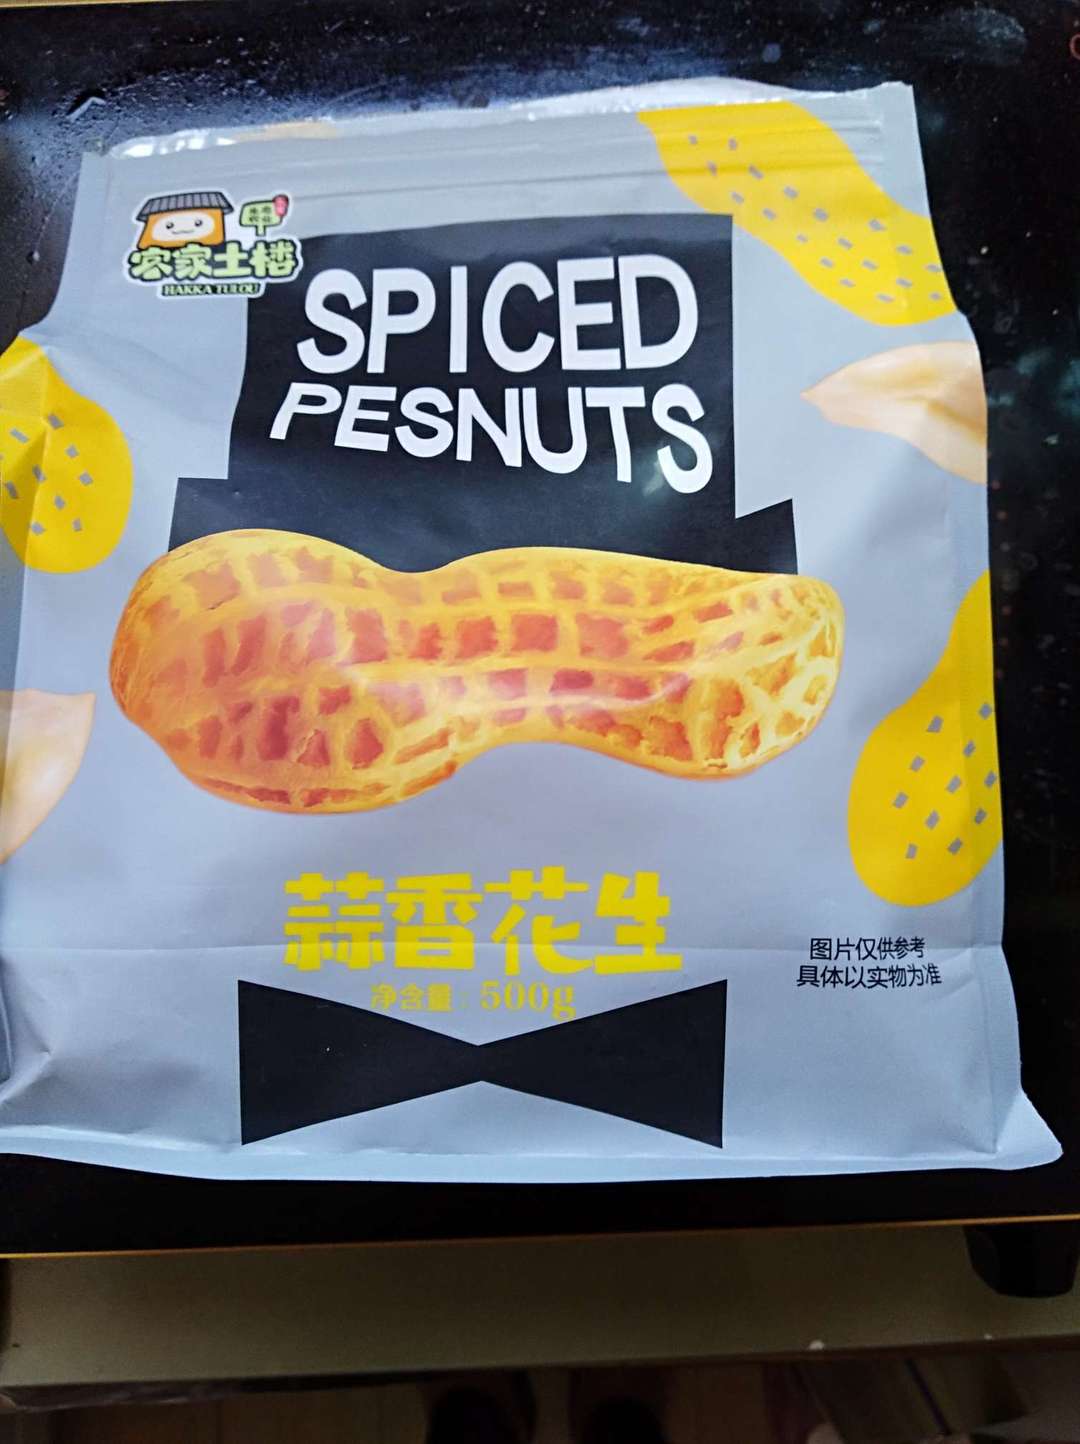 客家土楼
HAKKA TULOU
SPICED
PESNUTS
蒜香花生
净含量：500g
图片仅供参考
具体以实物为准